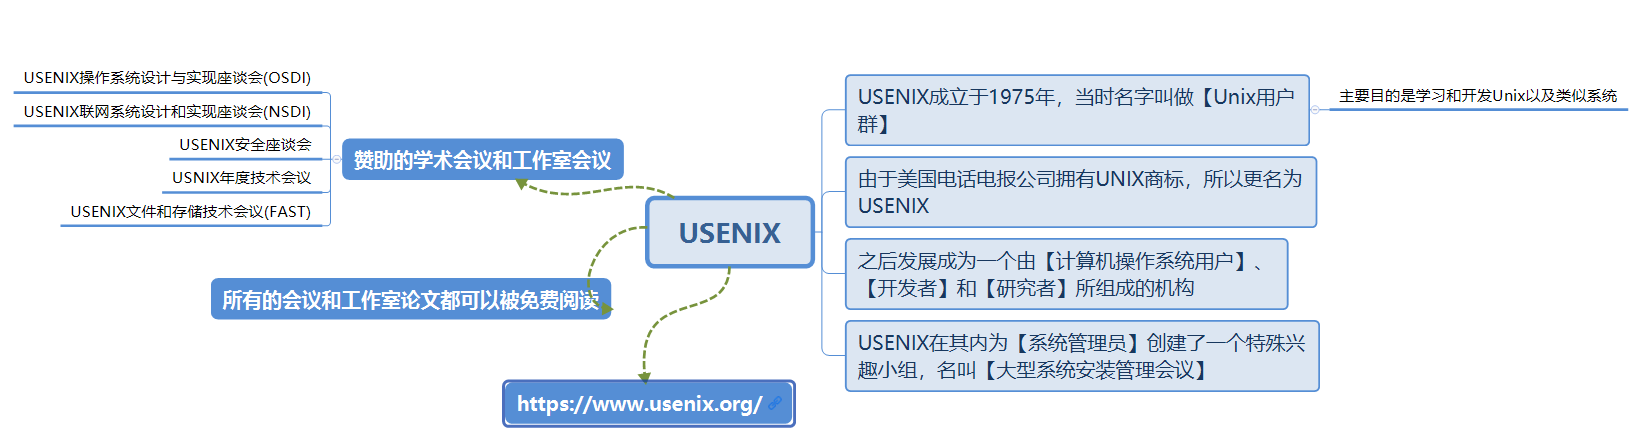 USENIX操作系统设计与实现座谈会(OSDI)
USENIX联网系统设计和实现座谈会(NSDI)
USENIX安全座谈会
USNIX年度技术会议
USENIX文件和存储技术会议(FAST)
赞助的学术会议和工作室会议
所有的会议和工作室论文都可以被免费阅读
https://www.usenix.org/
USENIX
USENIX成立于1975年，当时名字叫做【Unix用户
群】
主要目的是学习和开发Unix以及类似系统
由于美国电话电报公司拥有UNIX商标，所以更名为
USENIX
之后发展成为一个由【计算机操作系统用户】、
【开发者】和【研究者】所组成的机构
USENIX在其内为【系统管理员】创建了一个特殊兴
趣小组，名叫【大型系统安装管理会议】